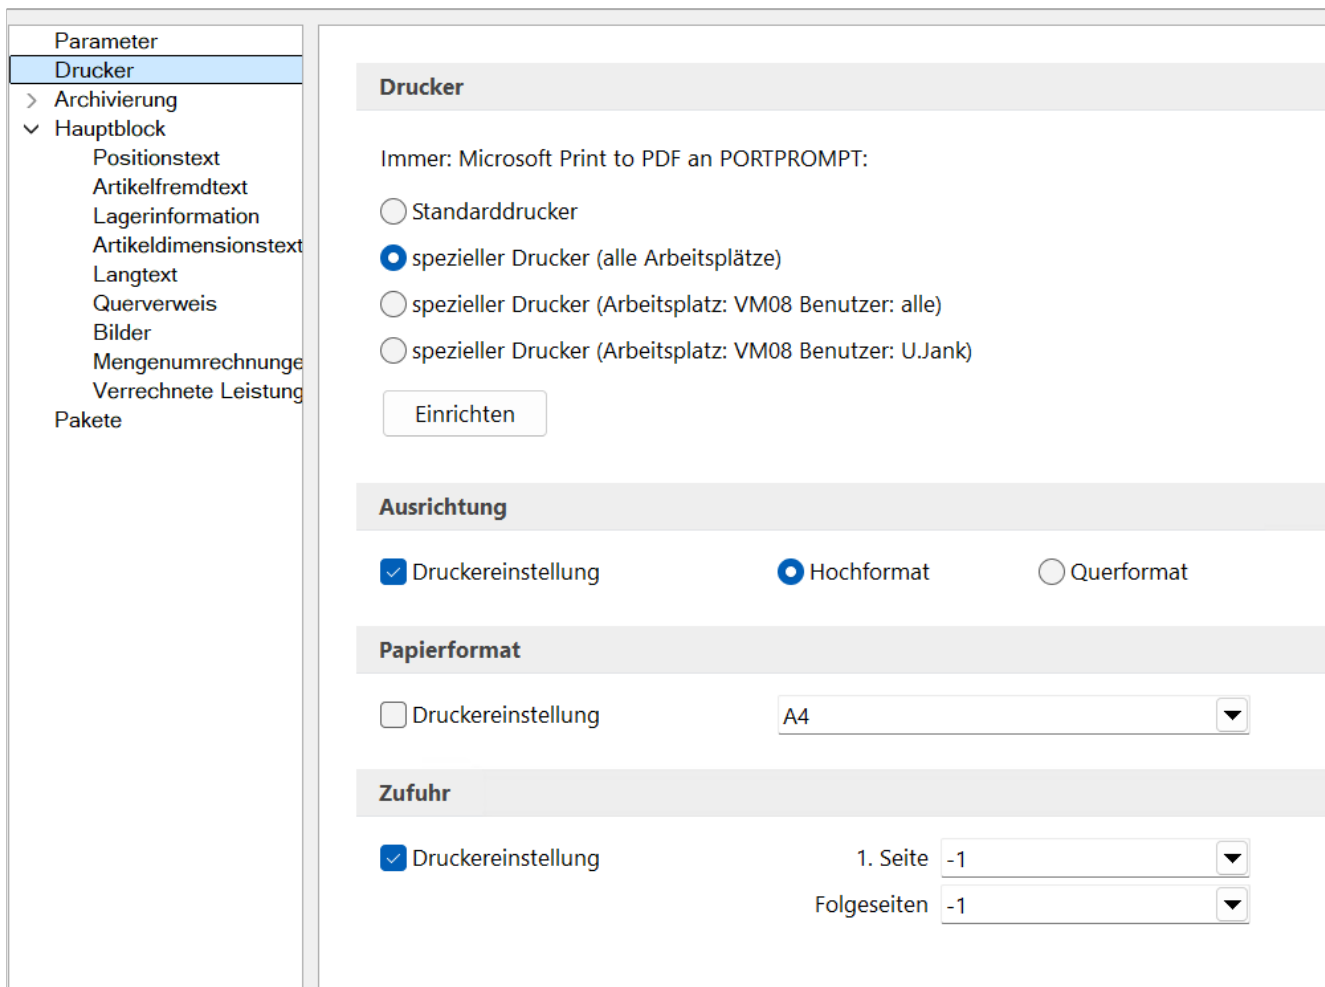 Parameter
Drucker
Archivierung
Hauptblock
Positionstext
Artikelfremdtext
Lagerinformation
Artikeldimensionstext
Langtext
Querverweis
Bilder
Mengenumrechnunge
Verrechnete Leistung
Pakete
Drucker
Immer: Microsoft Print to PDF an PORTPROMPT:
Standarddrucker
spezieller Drucker (alle Arbeitsplätze)
spezieller Drucker (Arbeitsplatz: VM08 Benutzer: alle)
spezieller Drucker (Arbeitsplatz: VM08 Benutzer: U.Jank)
Einrichten
Ausrichtung
Druckereinstellung Hochformat Querformat
Papierformat
Druckereinstellung A4
Zufuhr
Druckereinstellung 1. Seite -1
Folgeseiten -1